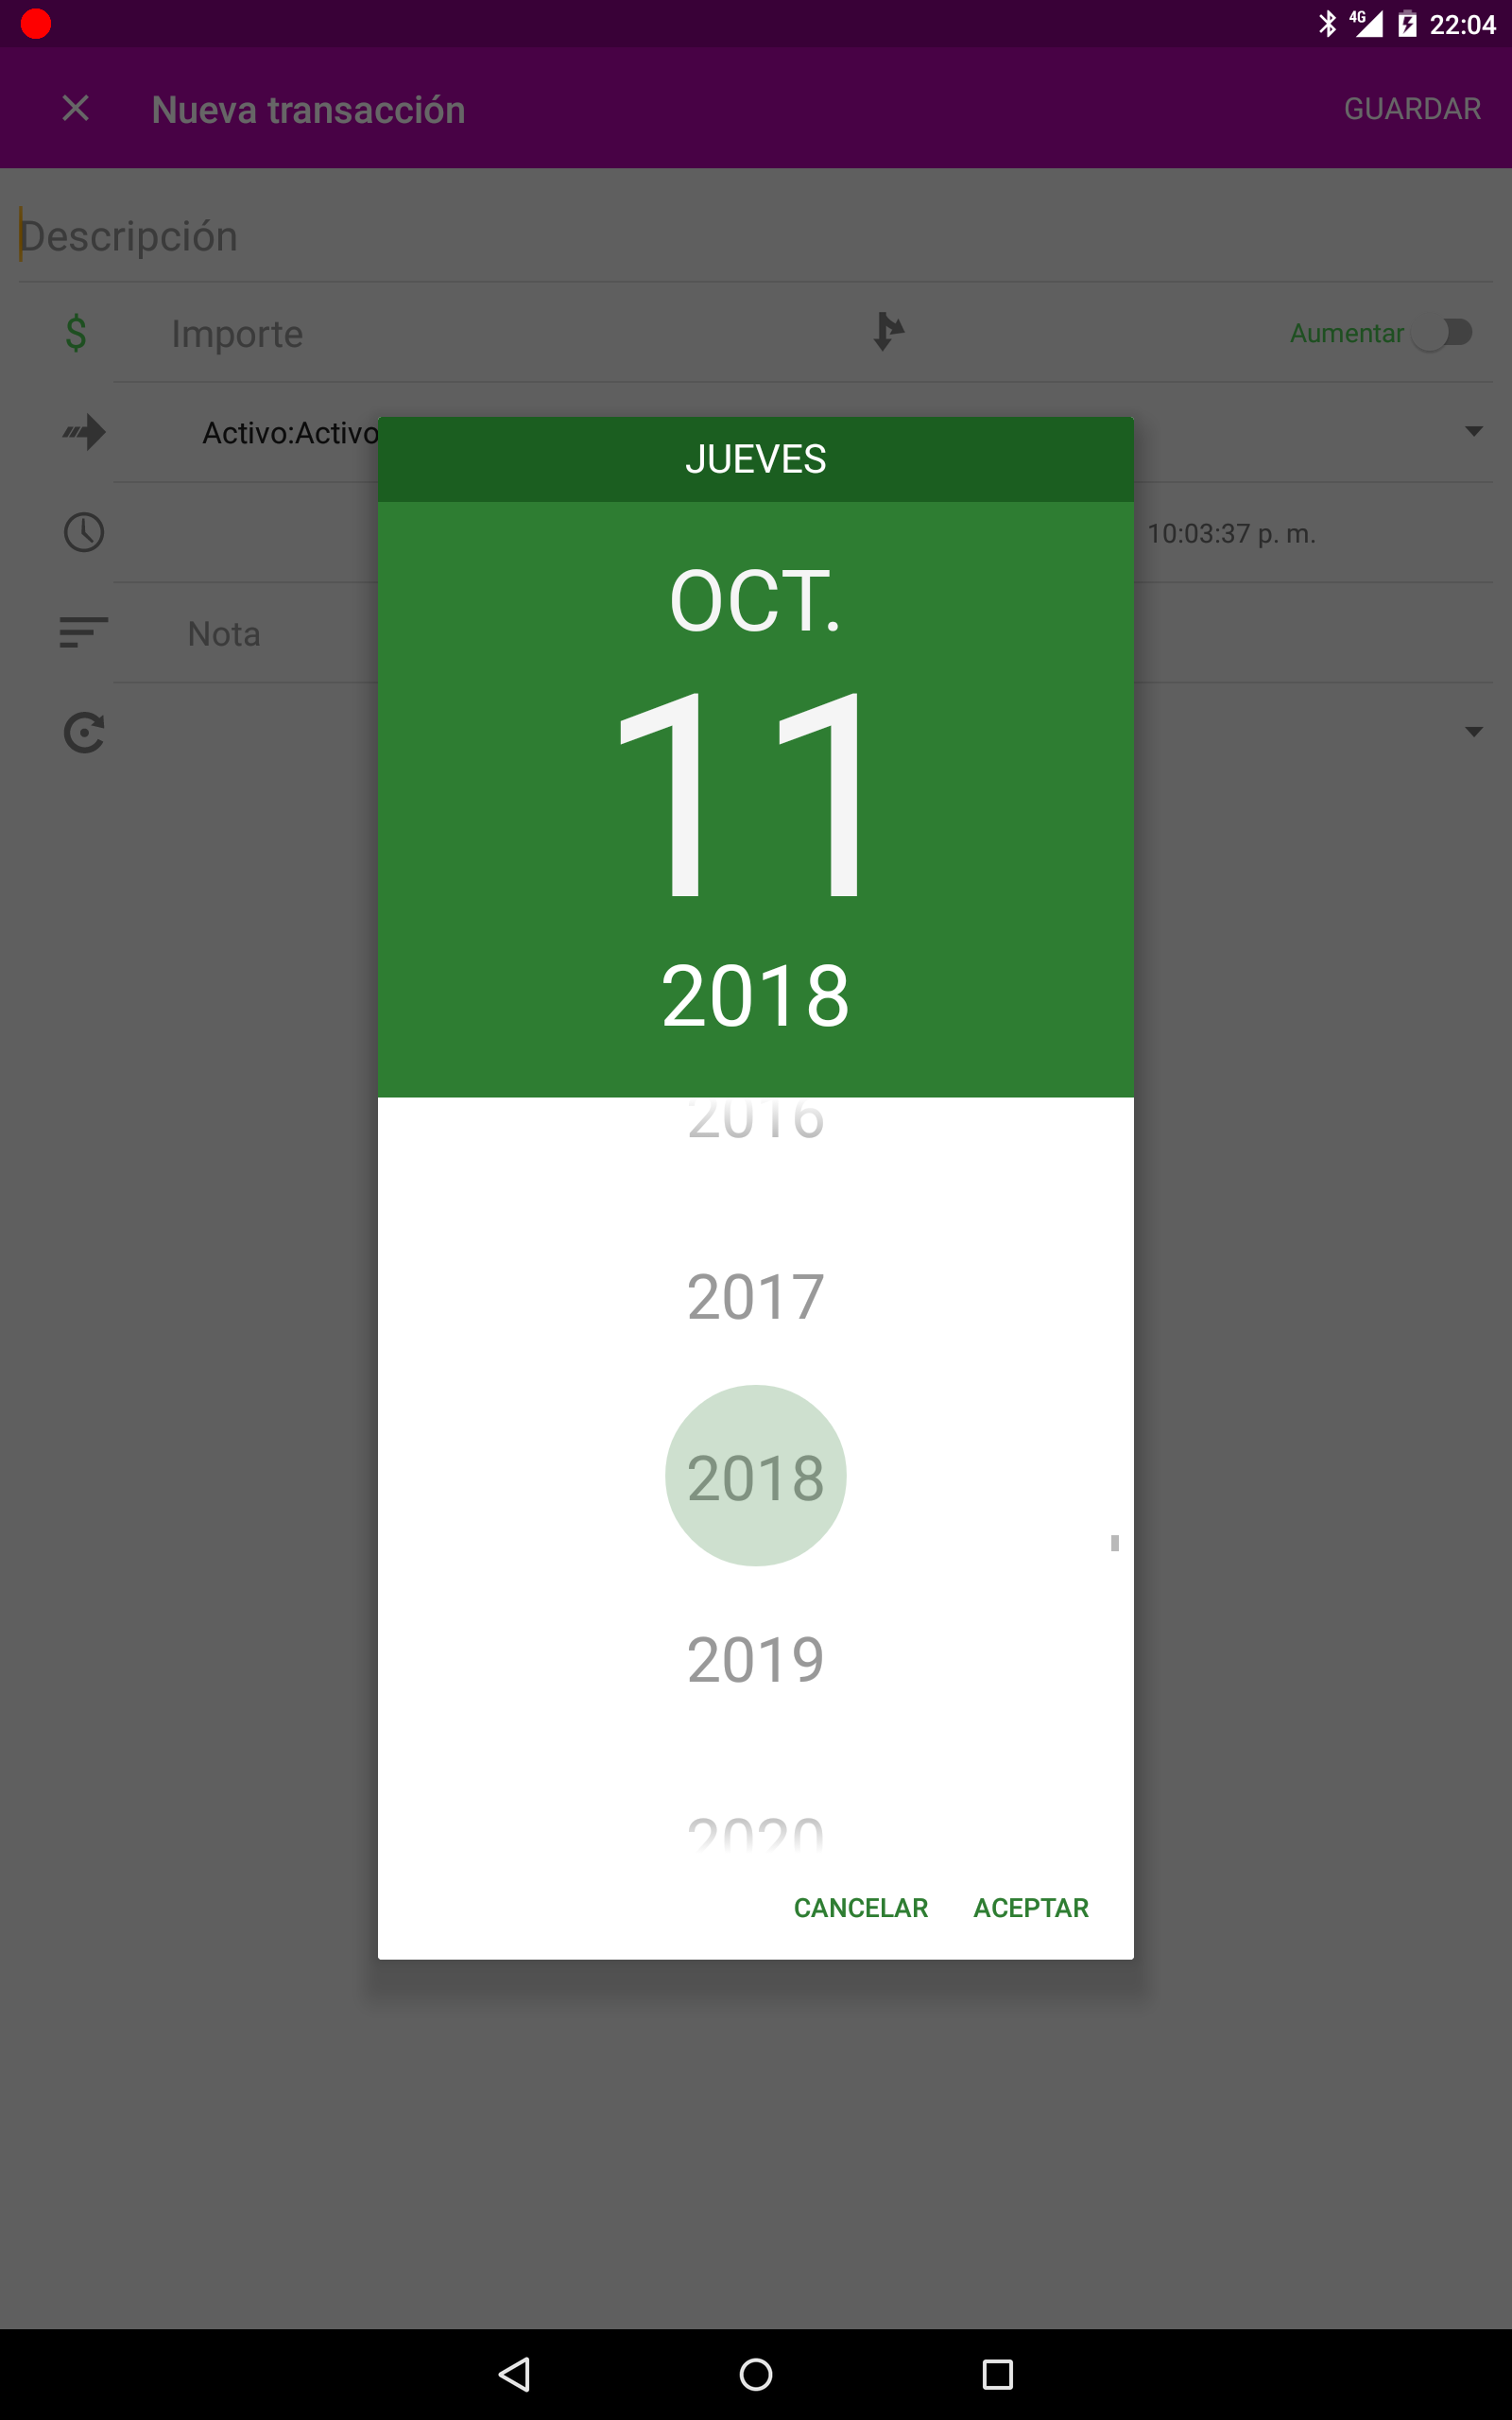 4G 22:04
Nueva transacción GUARDAR
Descripción
$ Importe Aumentar
Activo:Activo
JUEVES
10:03:37 p. m.
OCT.
Nota
11
2018
2016
2017
2018
2019
2020
CANCELAR ACEPTAR